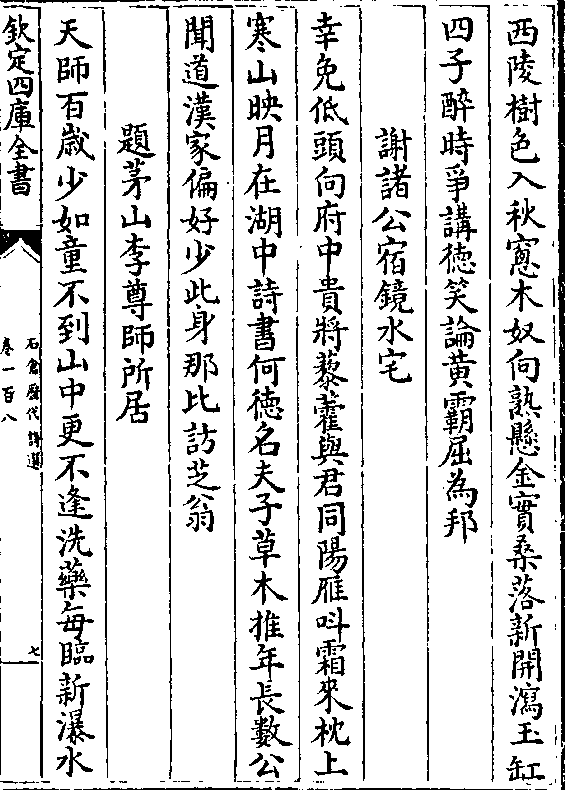 西陵樹色入秋窻木奴向熟懸金實桑落新開瀉玉缸
四子醉時爭講德笑論黄霸屈為邦
謝諸公宿鏡水宅
幸免低頭向府中貴將藜藿與君同陽雁呌霜來枕上
寒山映月在湖中詩書何德名夫子草木推年長數公
聞道漢家偏好少此身那比訪芝翁
題茅山李尊師所居
天師百歳少如童不到山中更不逢洗藥每臨新瀑水
欽定四庫全書
石倉歴代詩選
卷一百八
七